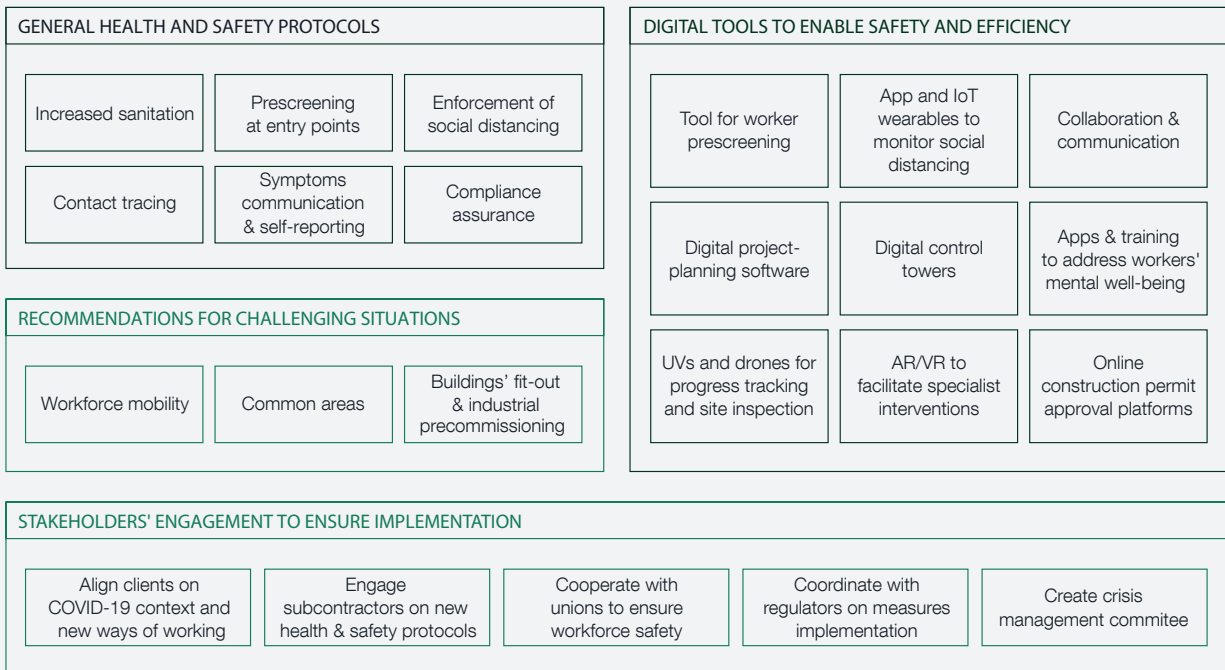 GENERAL HEALTH AND SAFETY PROTOCOLS
Increased sanitation
Prescreening
at entry points
Enforcement of
social distancing
Contact tracing
Symptoms
communication
& self-reporting
Compliance
assurance
RECOMMENDATIONS FOR CHALLENGING SITUATIONS
Workforce mobility
Common areas
Buildings’ fit-out
& industrial
precommissioning
DIGITAL TOOLS TO ENABLE SAFETY AND EFFICIENCY
Tool for worker
prescreening
App and IoT
wearables to
monitor social
distancing
Collaboration &
communication
Digital project-
planning software
Digital control
towers
Apps & training
to address workers'
mental well-being
UVs and drones for
progress tracking
and site inspection
AR/VR to
facilitate specialist
interventions
Online
construction permit
approval platforms
STAKEHOLDERS' ENGAGEMENT TO ENSURE IMPLEMENTATION
Align clients on
COVID-19 context and
new ways of working
Engage
subcontractors on new
health & safety protocols
Cooperate with
unions to ensure
workforce safety
Coordinate with
regulators on measures
implementation
Create crisis
management commitee